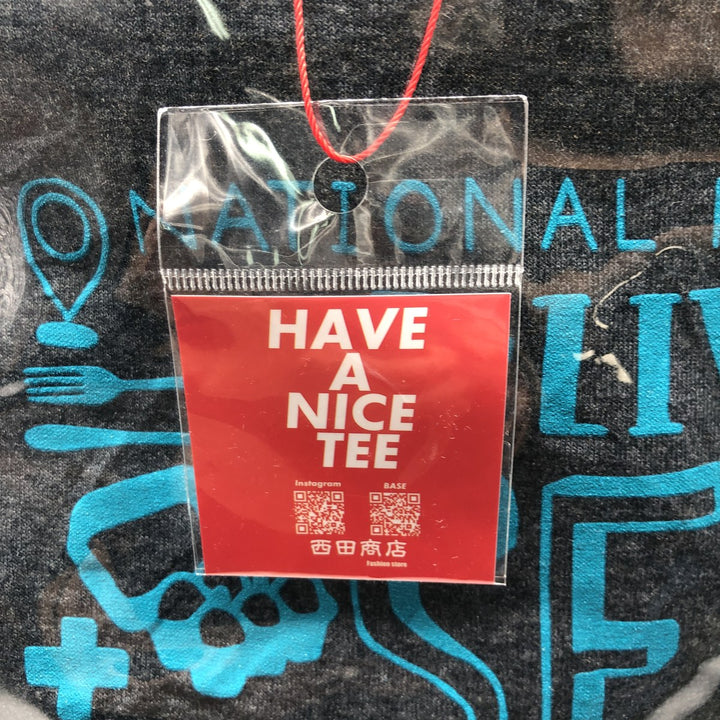 NATIONAL
LIV
HAVE
A
NICE
TEE
Instagram BASE
西田商店
Fashion store